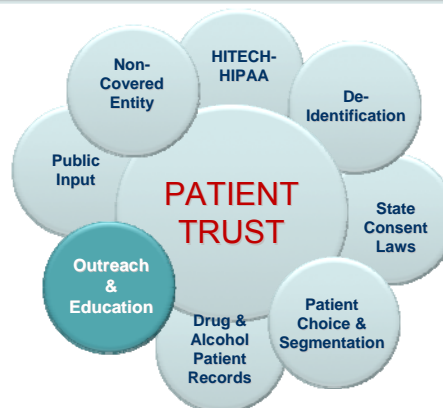 HITECH-
HIPAA
De-
Identification
State
Consent
Laws
Patient
Choice &
Segmentation
Drug &
Alcohol
Patient
Records
Outreach
&
Education
Public
Input
Non-
Covered
Entity
PATIENT
TRUST